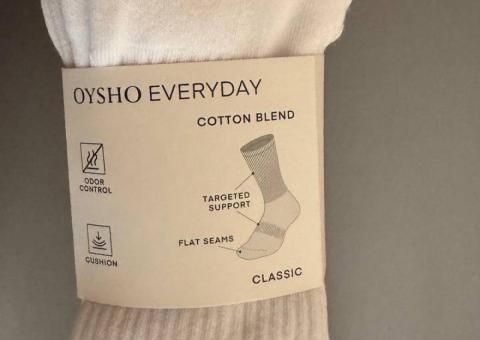 OYSHO EVERYDAY
COTTON BLEND
ODOR
CONTROL
TARGETED
SUPPORT
FLAT SEAMS
CUSHION
CLASSIC